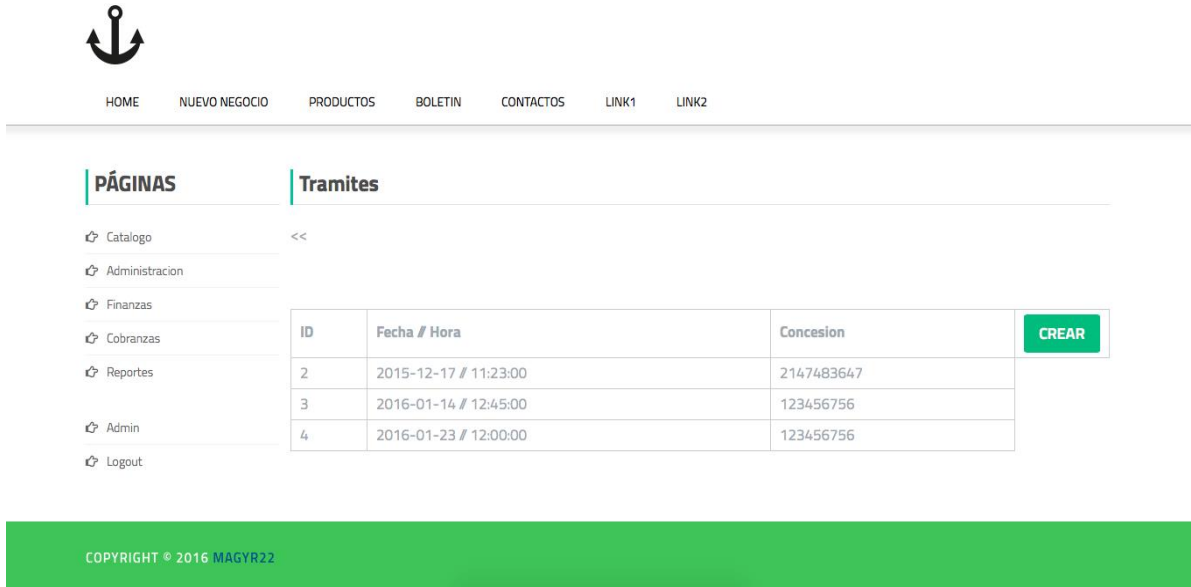 HOME NUEVO NEGOCIO PRODUCTOS BOLETIN CONTACTOS LINK1 LINK2
PÁGINAS
Catalogo
Administracion
Finanzas
Cobranzas
Reportes
Admin
Logout
Tramites
<<
ID Fecha // Hora Concesion CREAR
2 2015-12-17 // 11:23:00 2147483647
3 2016-01-14 // 12:45:00 123456756
4 2016-01-23 // 12:00:00 123456756
COPYRIGHT © 2016 MAGYR22